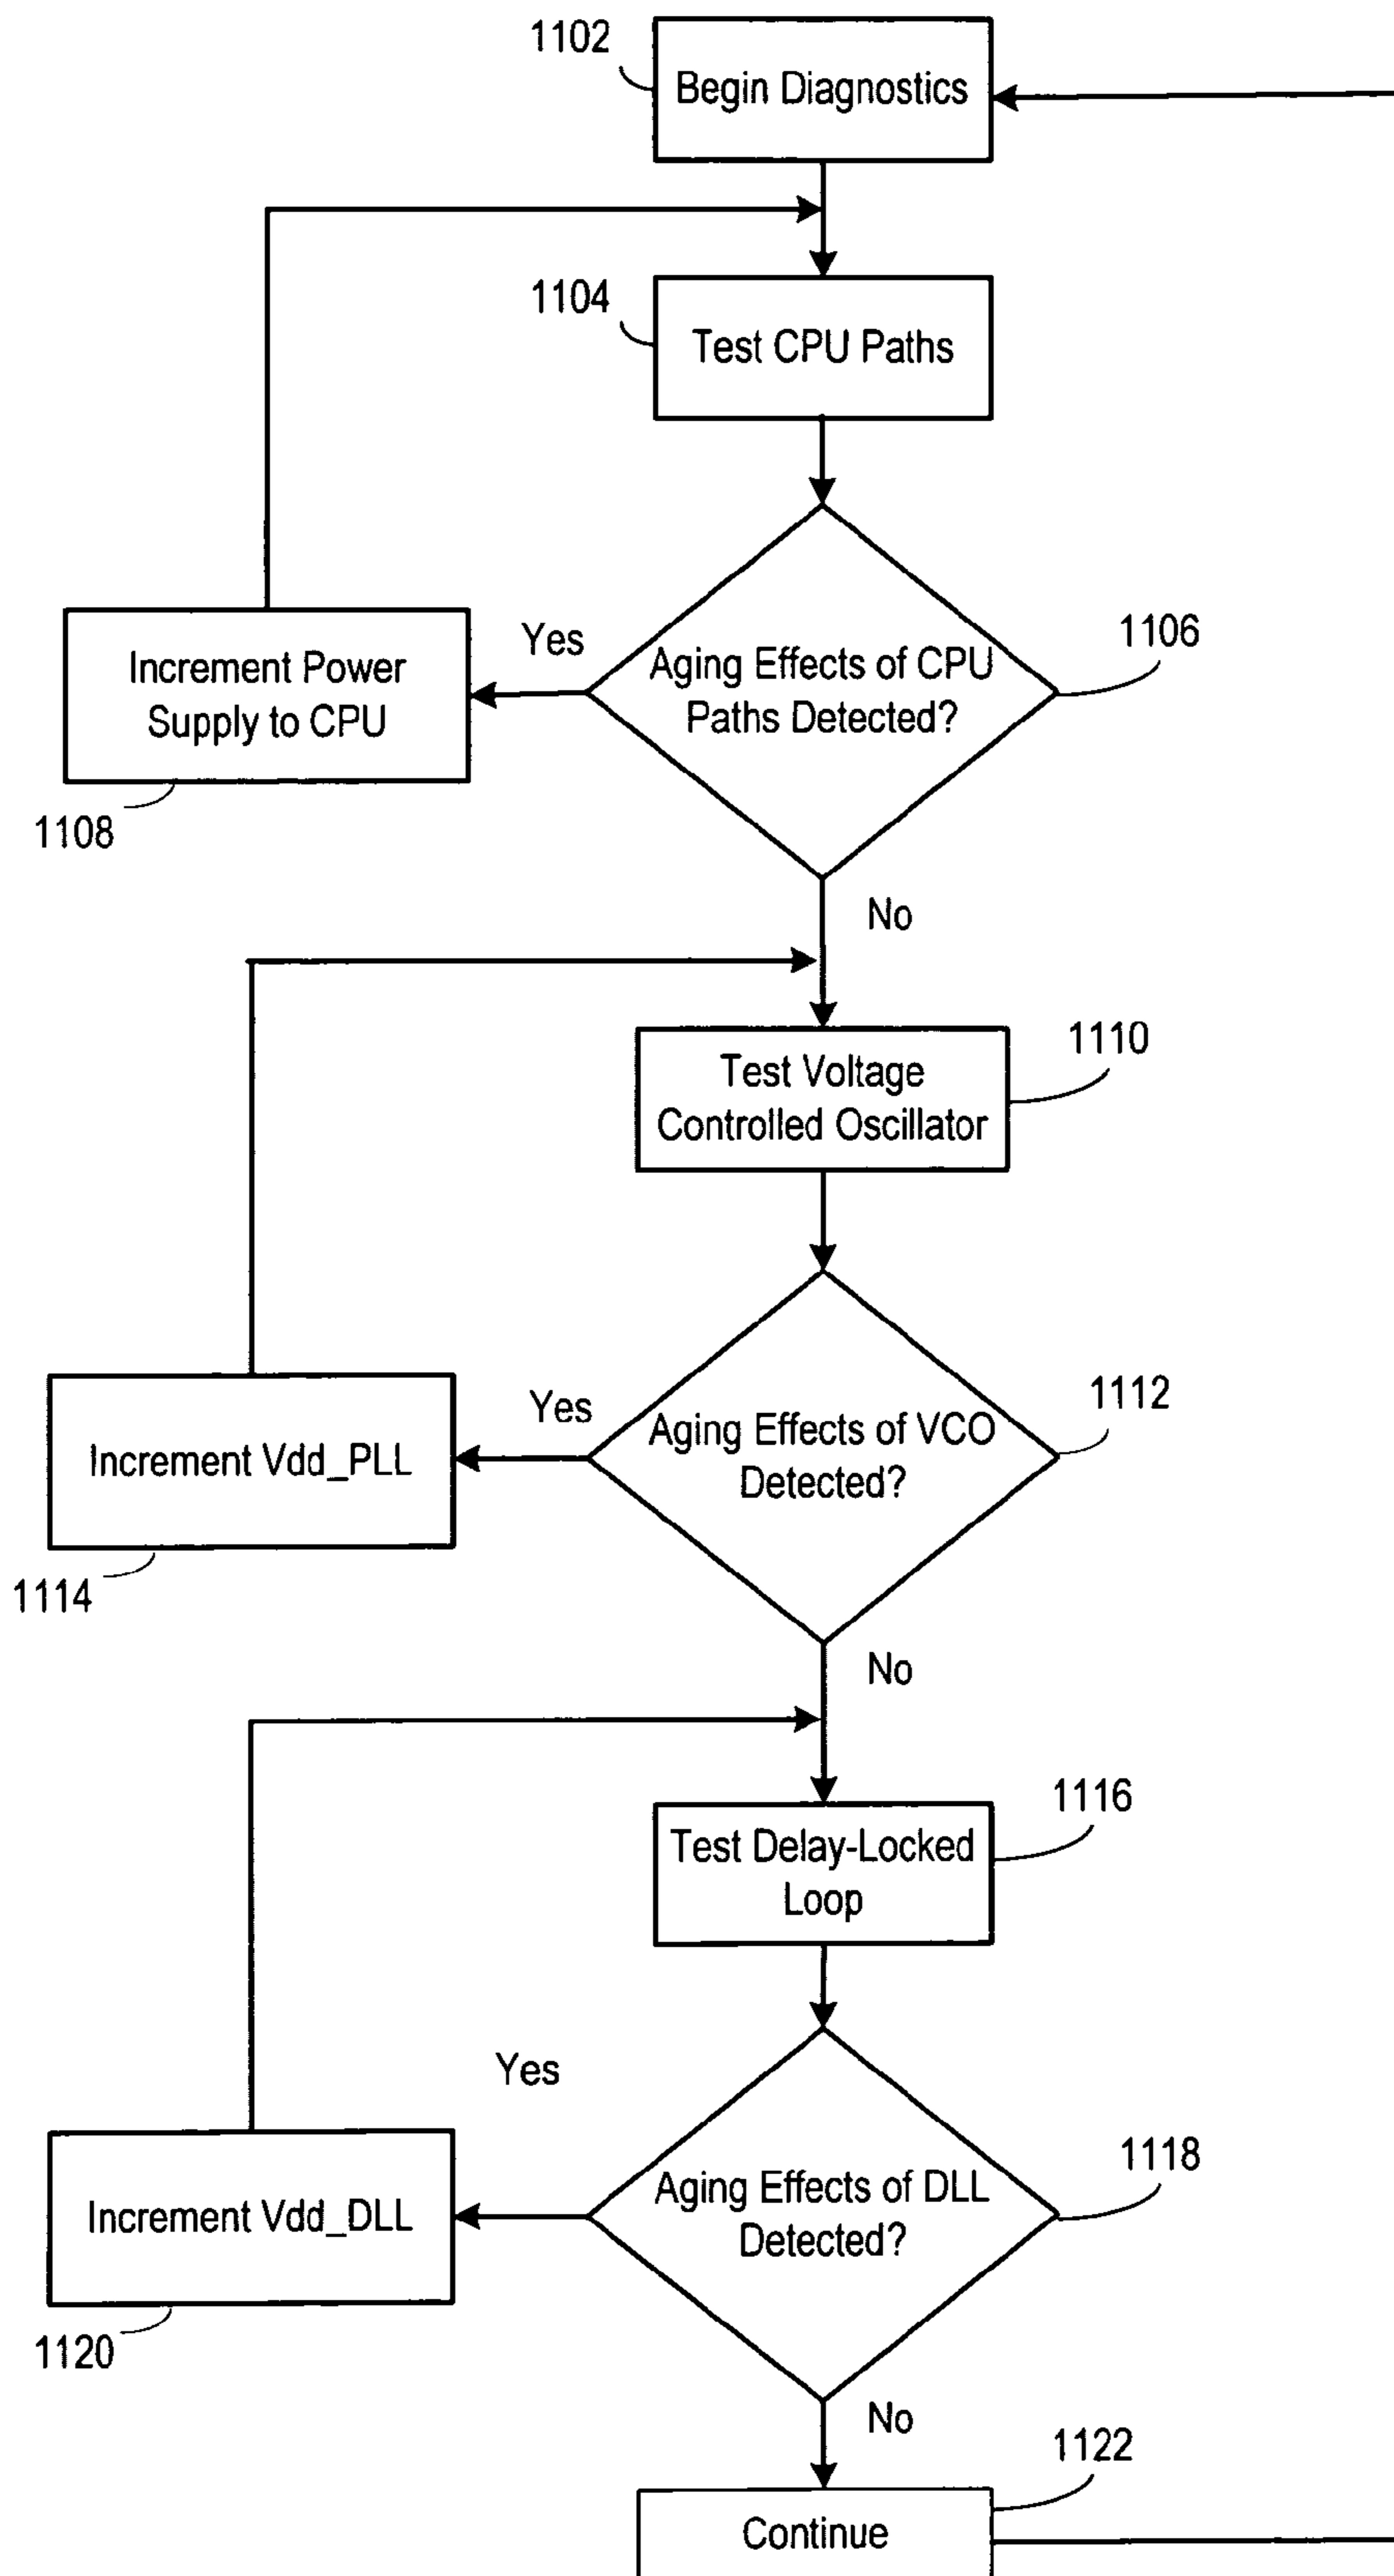 1102
Begin Diagnostics
1104
Test CPU Paths
1106
Aging Effects of CPU
Paths Detected?
Yes
Increment Power
Supply to CPU
1108
No
1110
Test Voltage
Controlled Oscillator
1112
Aging Effects of VCO
Detected?
Yes
Increment Vdd_PLL
1114
No
1116
Test Delay-Locked
Loop
Yes
1118
Aging Effects of DLL
Detected?
Increment Vdd_DLL
1120
No
1122
Continue